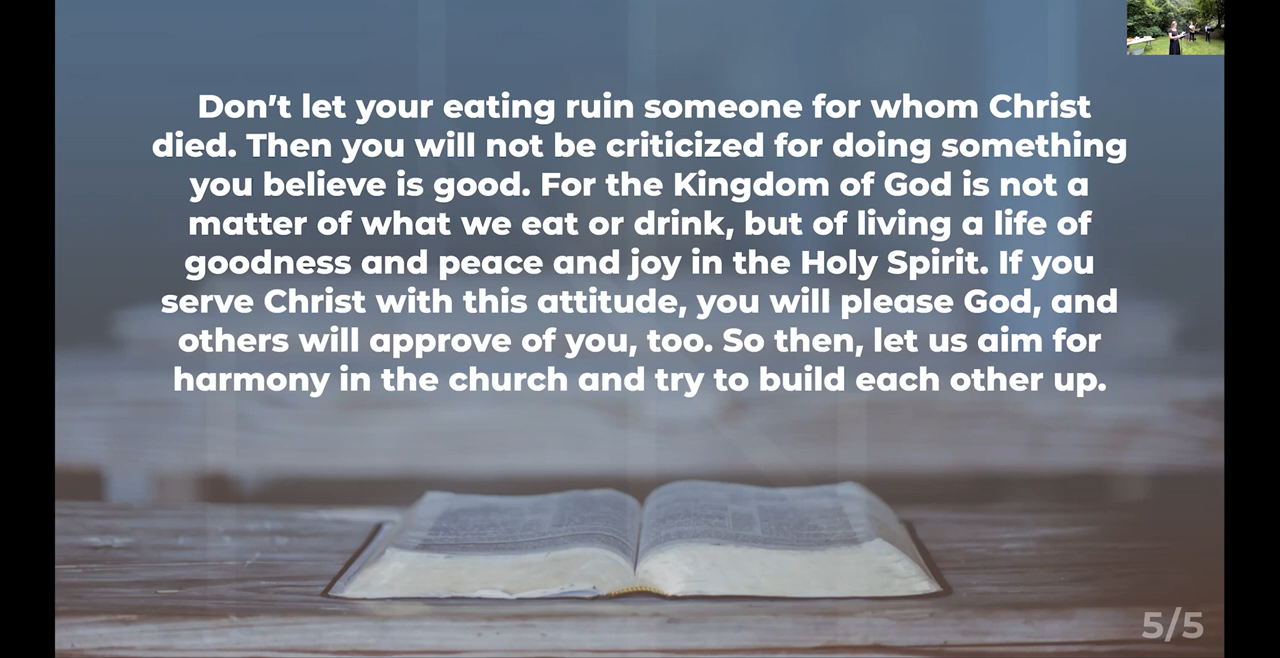 Don’t let your eating ruin someone for whom Christ
died. Then you will not be criticized for doing something
you believe is good. For the Kingdom of God is not a
matter of what we eat or drink, but of living a life of
goodness and peace and joy in the Holy Spirit. If you
serve Christ with this attitude, you will please God, and
others will approve of you, too. So then, let us aim for
harmony in the church and try to build each other up.
5/5